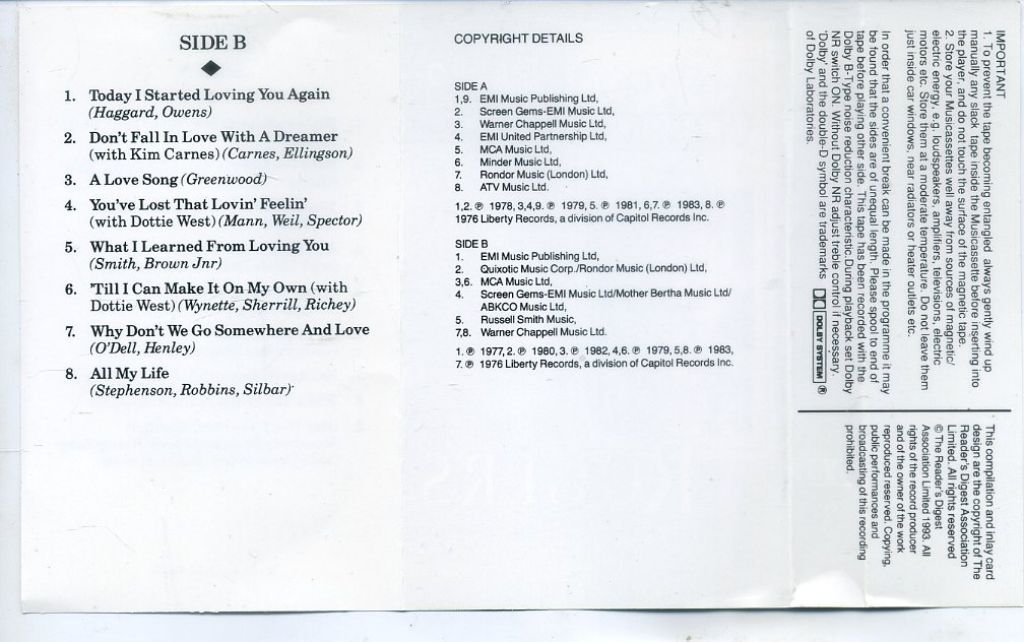 SIDE B
1. Today I Started Loving You Again
(Haggard, Owens)
2. Don't Fall In Love With A Dreamer
(with Kim Carnes) (Carnes, Ellingson)
3. A Love Song (Greenwood)
4. You've Lost That Lovin' Feelin'
(with Dottie West) (Mann, Weil, Spector)
5. What I Learned From Loving You
(Smith, Brown Jnr)
6. 'Till I Can Make It On My Own (with
Dottie West) (Wynette, Sherrill, Richey)
7. Why Don't We Go Somewhere And Love
(O'Dell, Henley)
8. All My Life
(Stephenson, Robbins, Silbar)
COPYRIGHT DETAILS
SIDE A
1,9. EMI Music Publishing Ltd,
2. Screen Gems-EMI Music Ltd,
3. Warner Chappell Music Ltd,
4. EMI United Partnership Ltd,
5. MCA Music Ltd,
6. Minder Music Ltd,
7. Rondor Music (London) Ltd,
8. ATV Music Ltd.
1,2. ℗ 1978, 3,4,9. ℗ 1979, 5. ℗ 1981, 6,7. ℗ 1983, 8. ℗
1976 Liberty Records, a division of Capitol Records Inc.
SIDE B
1. EMI Music Publishing Ltd,
2. Quixotic Music Corp./Rondor Music (London) Ltd,
3,6. MCA Music Ltd,
4. Screen Gems-EMI Music Ltd/Mother Bertha Music Ltd/
ABKCO Music Ltd,
5. Russell Smith Music,
7,8. Warner Chappell Music Ltd.
1. ℗ 1977, 2. ℗ 1980, 3. ℗ 1982, 4,6. ℗ 1979, 5,8. ℗ 1983,
7. ℗ 1976 Liberty Records, a division of Capitol Records Inc.
IMPORTANT
1. To prevent the tape becoming entangled, always gently wind up
manually any slack tape inside the Musicassette before inserting into
the player, and do not touch the surface of the magnetic tape.
2. Store your Musicassettes well away from sources of magnetic/
electric energy, e.g. loudspeakers, amplifiers, televisions, electric
motors etc. Store them at a moderate temperature. Do not leave them
just inside car windows, near radiators or heater outlets etc.
In order that a convenient break can be made in the programme it may
be found that the sides are of unequal length. Please spool to end of
tape before playing other side. This tape has been recorded with the
Dolby B-Type noise reduction characteristic. During playback set Dolby
NR switch ON. Without Dolby NR adjust treble control if necessary.
'Dolby' and the double-D symbol are trademarks
of Dolby Laboratories.
DOLBY SYSTEM ®
This compilation and inlay card
design are the copyright of The
Reader's Digest Association
Limited. All rights reserved
© The Reader's Digest
Association Limited 1993. All
rights of the record producer
and of the owner of the work
reproduced reserved. Copying,
public performances and
broadcasting of this recording
prohibited.